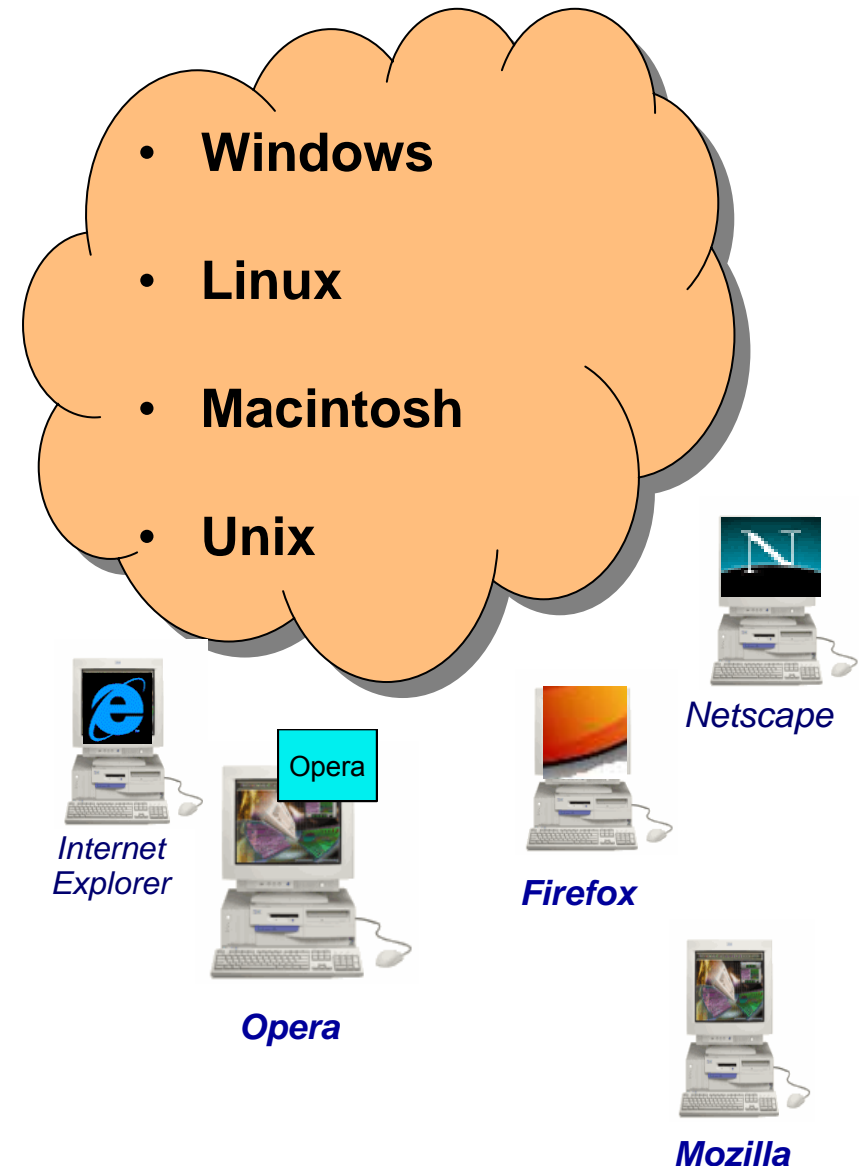 • Windows
• Linux
• Macintosh
• Unix
N
Netscape
e
Internet
Explorer
Opera
Firefox
Opera
Mozilla